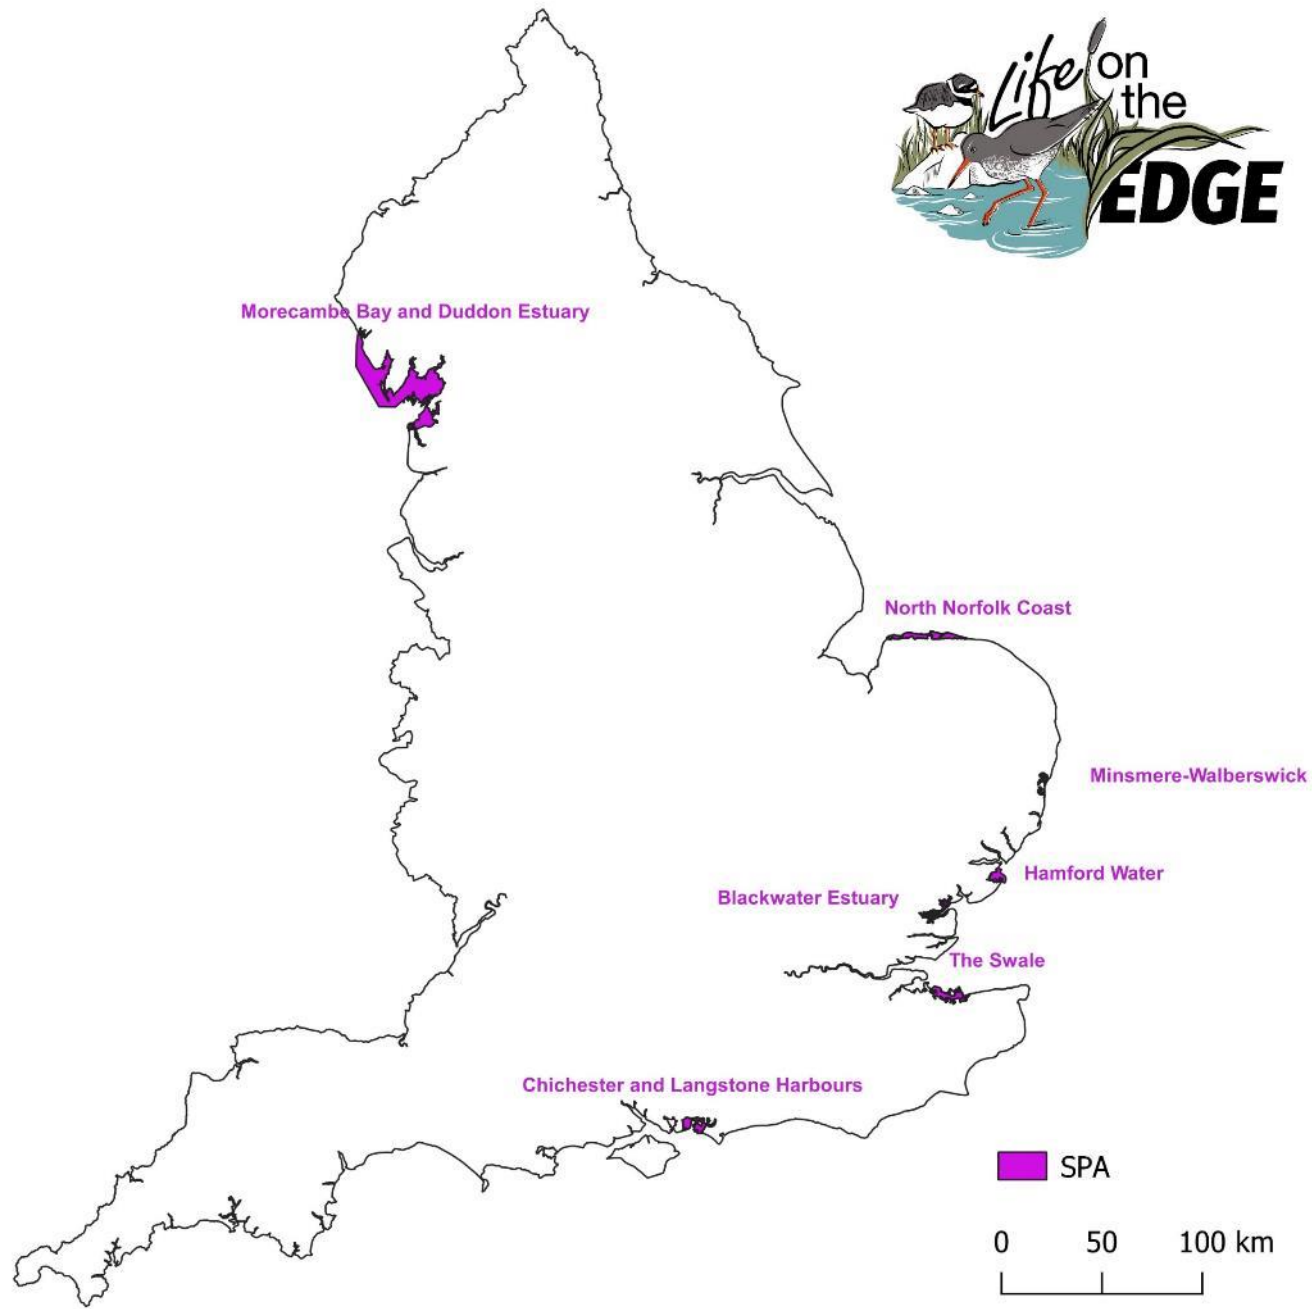 Life on
the
EDGE
Morecambe Bay and Duddon Estuary
North Norfolk Coast
Minsmere-Walberswick
Hamford Water
Blackwater Estuary
The Swale
Chichester and Langstone Harbours
SPA
0 50 100 km